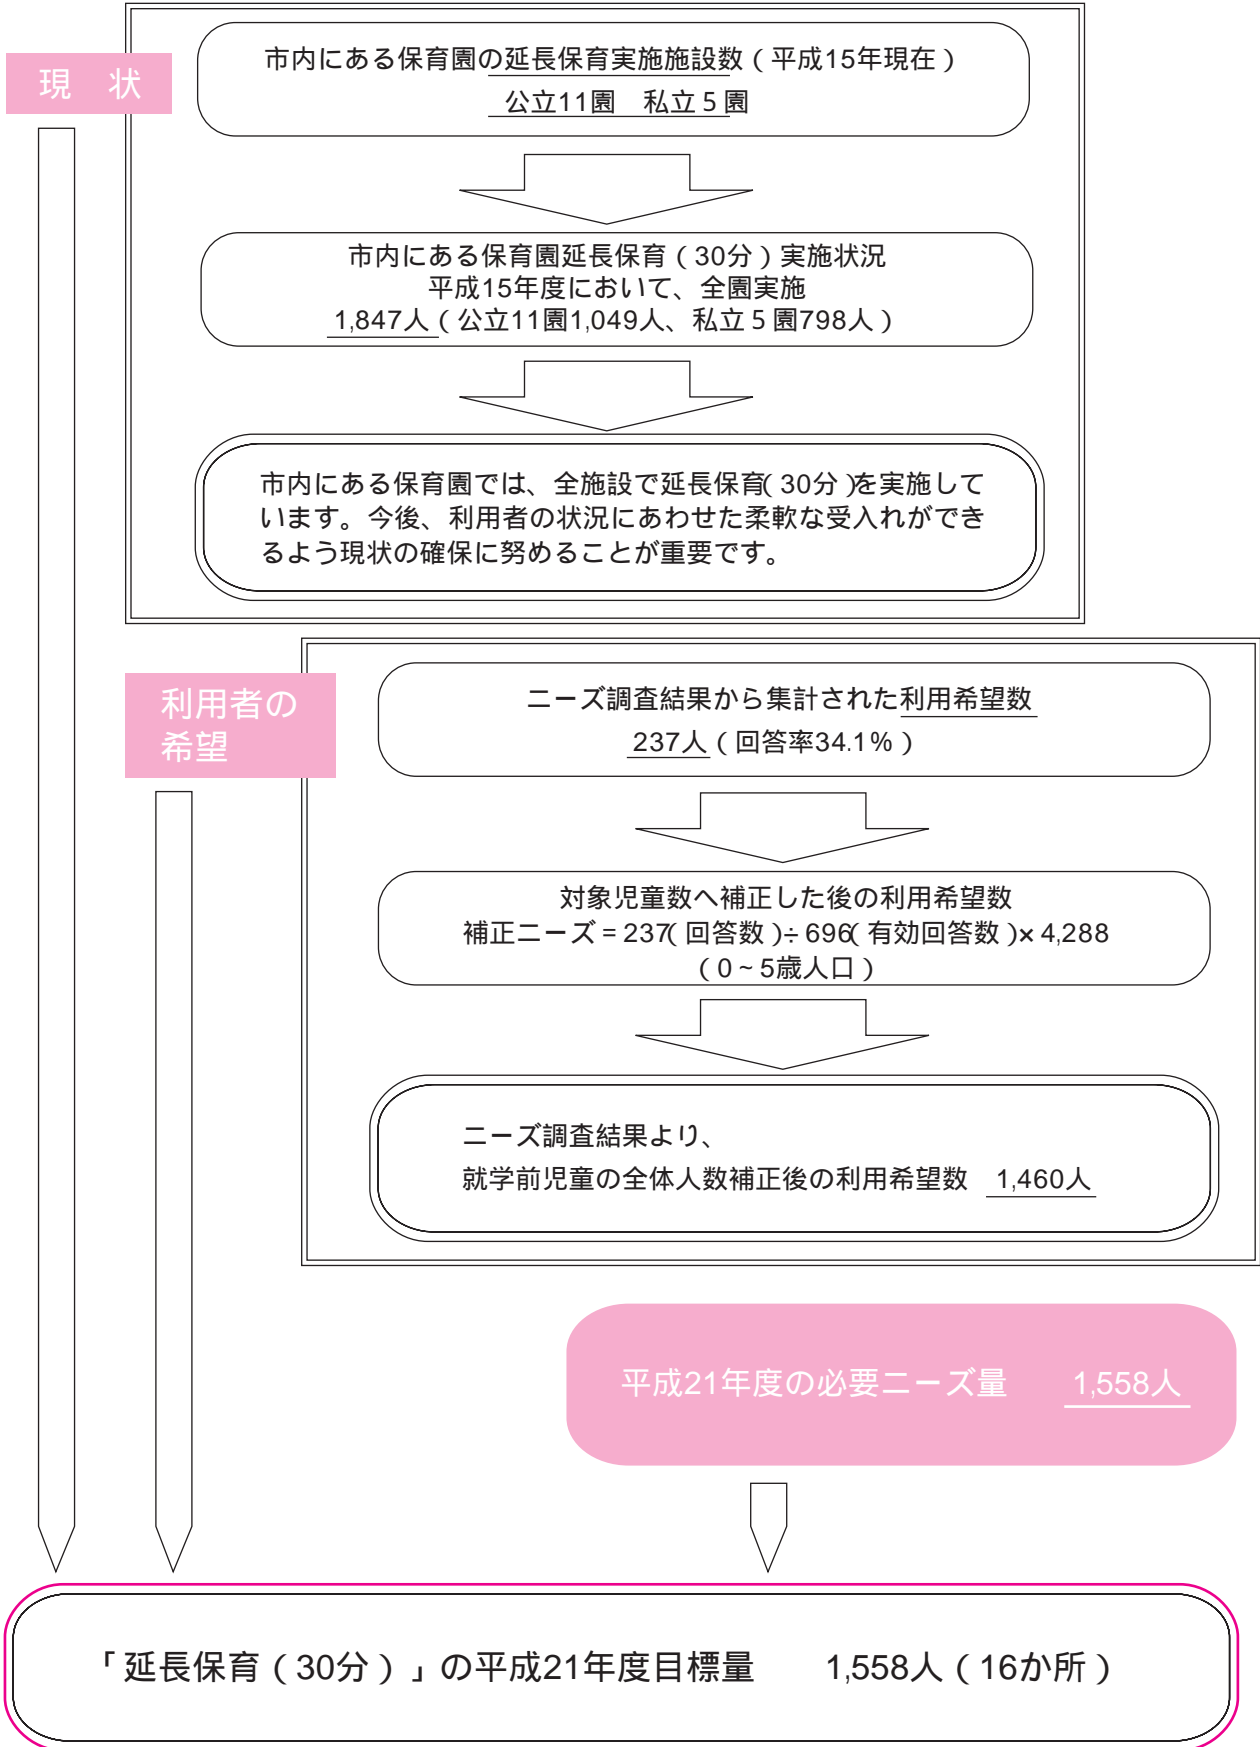 現　状
市内にある保育園の延長保育実施施設数（平成15年現在）
公立11園　私立５園
市内にある保育園延長保育（30分）実施状況
平成15年度において、全園実施
1,847人（公立11園1,049人、私立５園798人）
市内にある保育園では、全施設で延長保育（30分）を実施して
います。今後、利用者の状況にあわせた柔軟な受入れができ
るよう現状の確保に努めることが重要です。
利用者の
希望
ニーズ調査結果から集計された利用希望数
237人（回答率34.1％）
対象児童数へ補正した後の利用希望数
補正ニーズ＝237（回答数）÷696（有効回答数）×4,288
（0～5歳人口）
ニーズ調査結果より、
就学前児童の全体人数補正後の利用希望数　1,460人
平成21年度の必要ニーズ量　1,558人
「延長保育（30分）」の平成21年度目標量　1,558人（16か所）